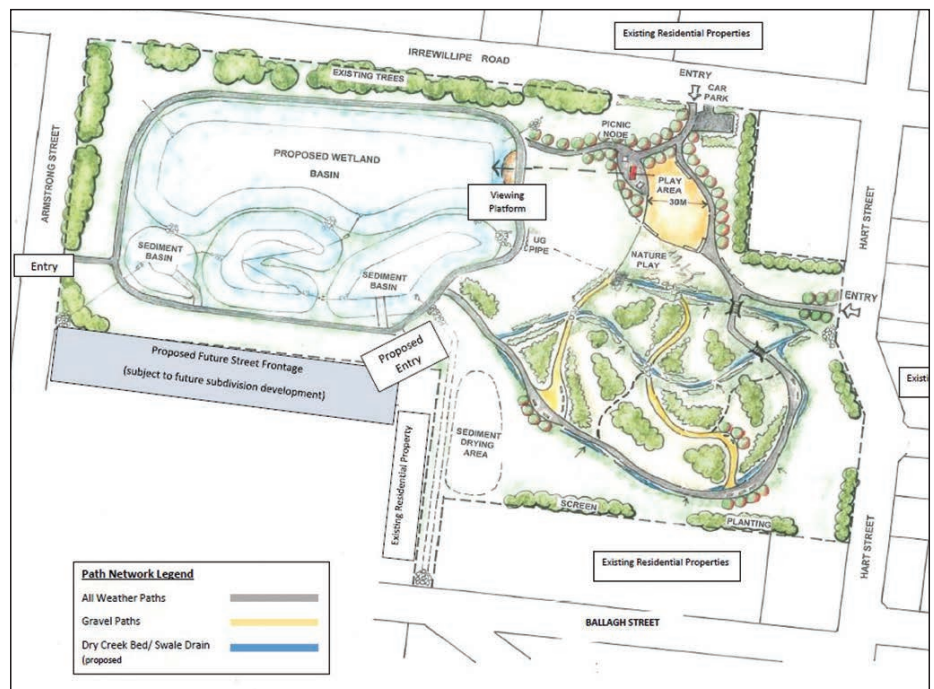 Existing Residential Properties
IRREWILLIPE ROAD
ENTRY
CAR
PARK
EXISTING TREES
PICNIC
NODE
ARMSTRONG STREET
PROPOSED WETLAND
BASIN
PLAY
AREA
30M
Viewing
Platform
HART STREET
UG
PIPE
SEDIMENT
BASIN
NATURE
PLAY
Entry
SEDIMENT
BASIN
ENTRY
Proposed Future Street Frontage
(subject to future subdivision development)
Proposed
Entry
Existi
SEDIMENT
DRYING
AREA
Existing Residential Property
SCREEN
PLANTING
HART STREET
Existing Residential Properties
Path Network Legend
All Weather Paths
Gravel Paths
Dry Creek Bed/ Swale Drain
(proposed
BALLAGH STREET